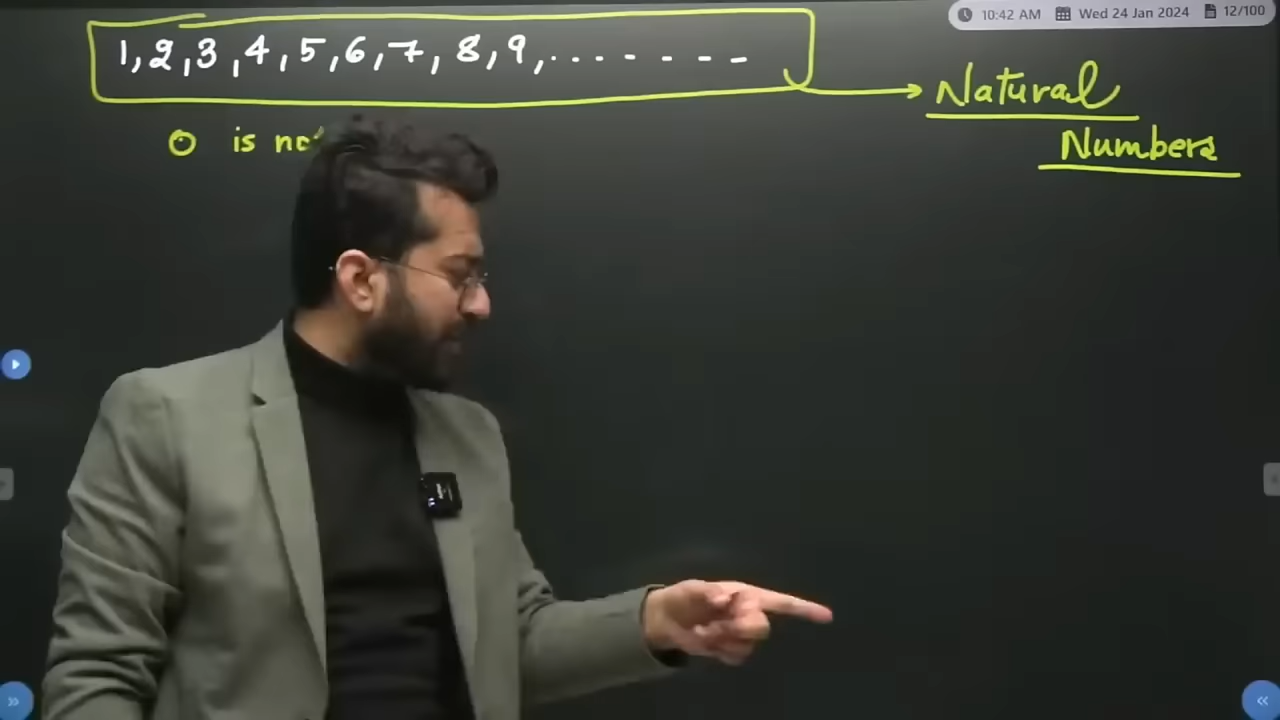 10:42 AM Wed 24 Jan 2024 12/100
1, 2, 3, 4, 5, 6, 7, 8, 9, . . . . - - - - -
Natural
Numbers
0 is not